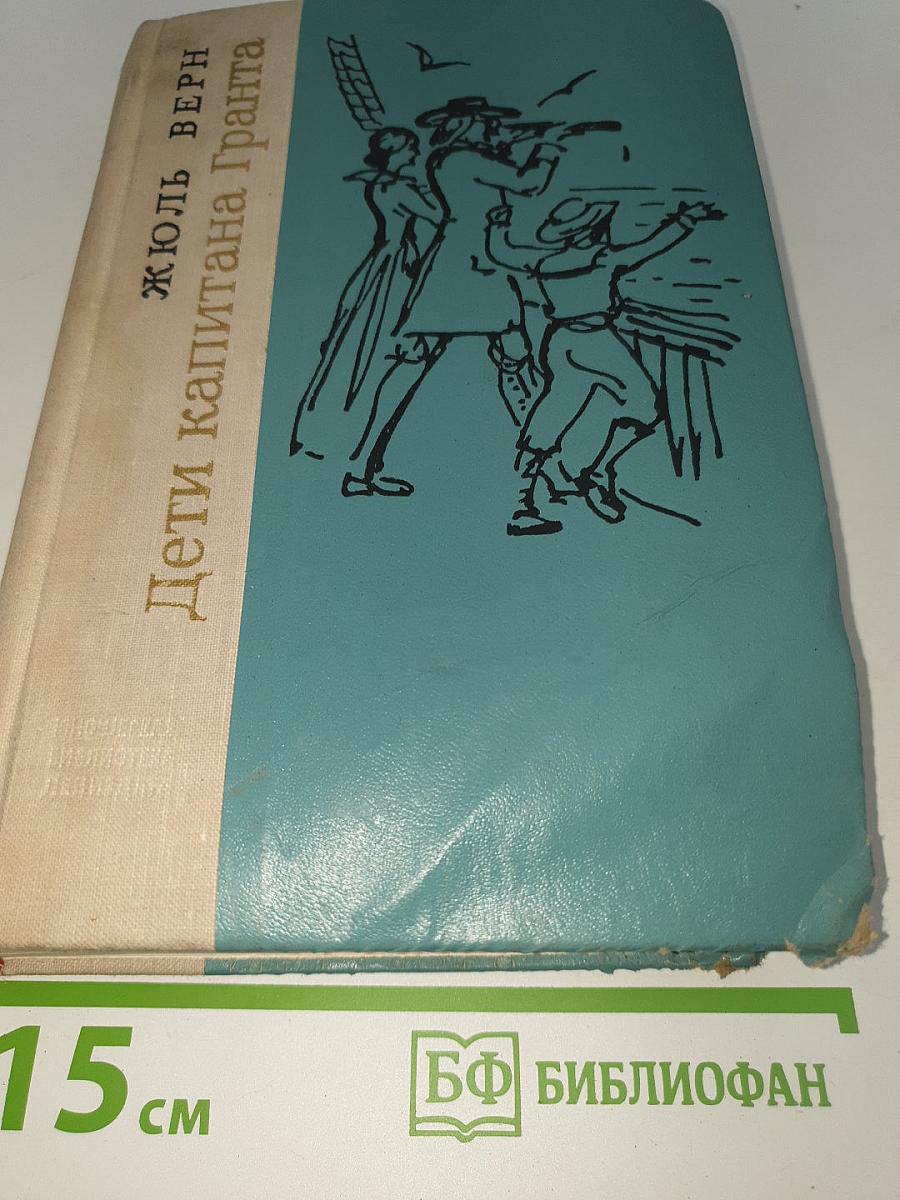 ЖЮЛЬ ВЕРН
Дети капитана Гранта
15 см
БФ БИБЛИОФАН